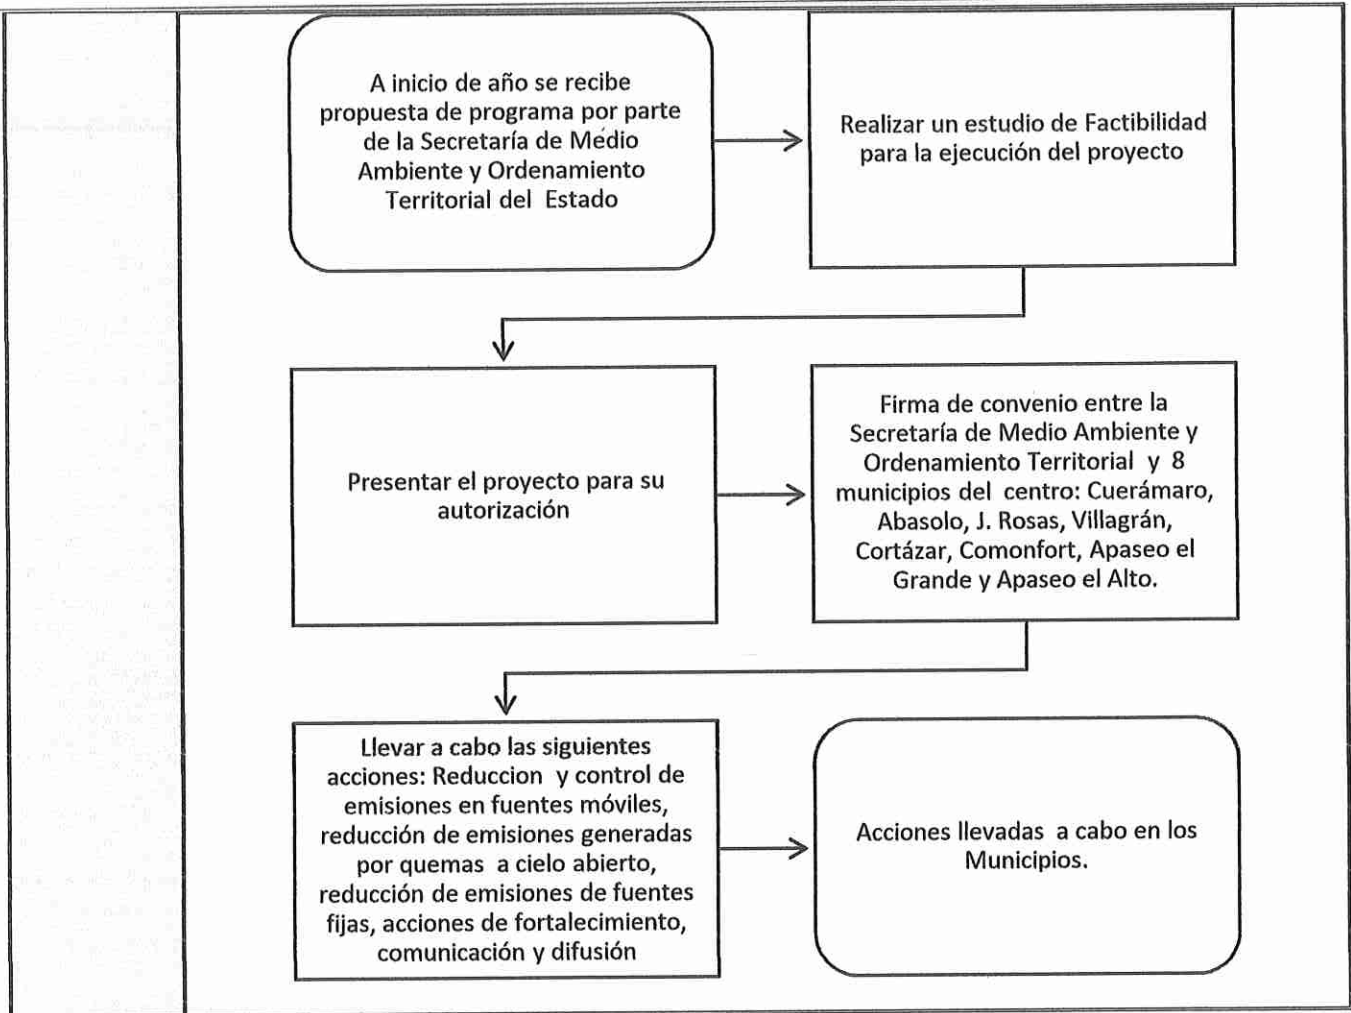 A inicio de año se recibe
propuesta de programa por parte
de la Secretaría de Medio
Ambiente y Ordenamiento
Territorial del Estado
Realizar un estudio de Factibilidad
para la ejecución del proyecto
Presentar el proyecto para su
autorización
Firma de convenio entre la
Secretaría de Medio Ambiente y
Ordenamiento Territorial y 8
municipios del centro: Cuerámaro,
Abasolo, J. Rosas, Villagrán,
Cortázar, Comonfort, Apaseo el
Grande y Apaseo el Alto.
Llevar a cabo las siguientes
acciones: Reduccion y control de
emisiones en fuentes móviles,
reducción de emisiones generadas
por quemas a cielo abierto,
reducción de emisiones de fuentes
fijas, acciones de fortalecimiento,
comunicación y difusión
Acciones llevadas a cabo en los
Municipios.